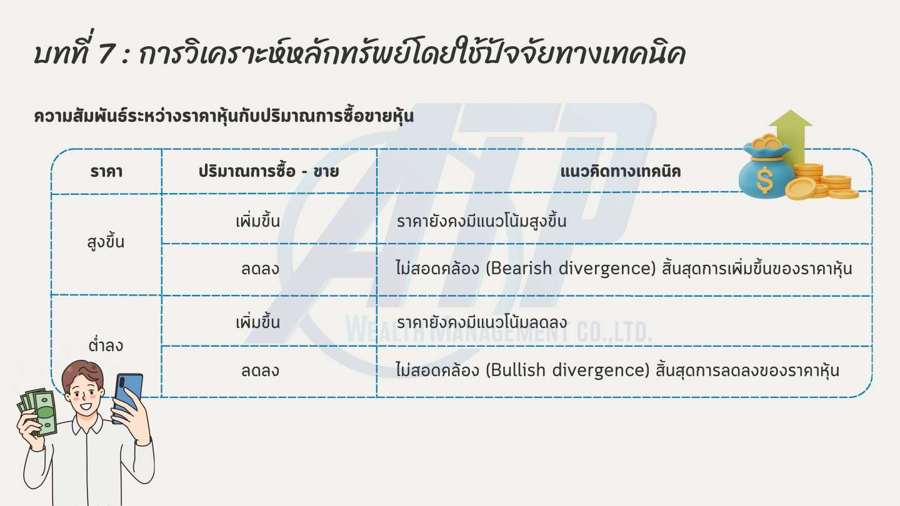 บทที่ 7 : การวิเคราะห์หลักทรัพย์โดยใช้ปัจจัยทางเทคนิค
ความสัมพันธ์ระหว่างราคาหุ้นกับปริมาณการซื้อขายหุ้น
ราคา ปริมาณการซื้อ - ขาย แนวคิดทางเทคนิค
สูงขึ้น
เพิ่มขึ้น ราคายังคงมีแนวโน้มสูงขึ้น
ลดลง ไม่สอดคล้อง (Bearish divergence) สิ้นสุดการเพิ่มขึ้นของราคาหุ้น
ต่ำลง
เพิ่มขึ้น ราคายังคงมีแนวโน้มลดลง
ลดลง ไม่สอดคล้อง (Bullish divergence) สิ้นสุดการลดลงของราคาหุ้น
ATP
WEALTH MANAGEMENT CO.,LTD.
$